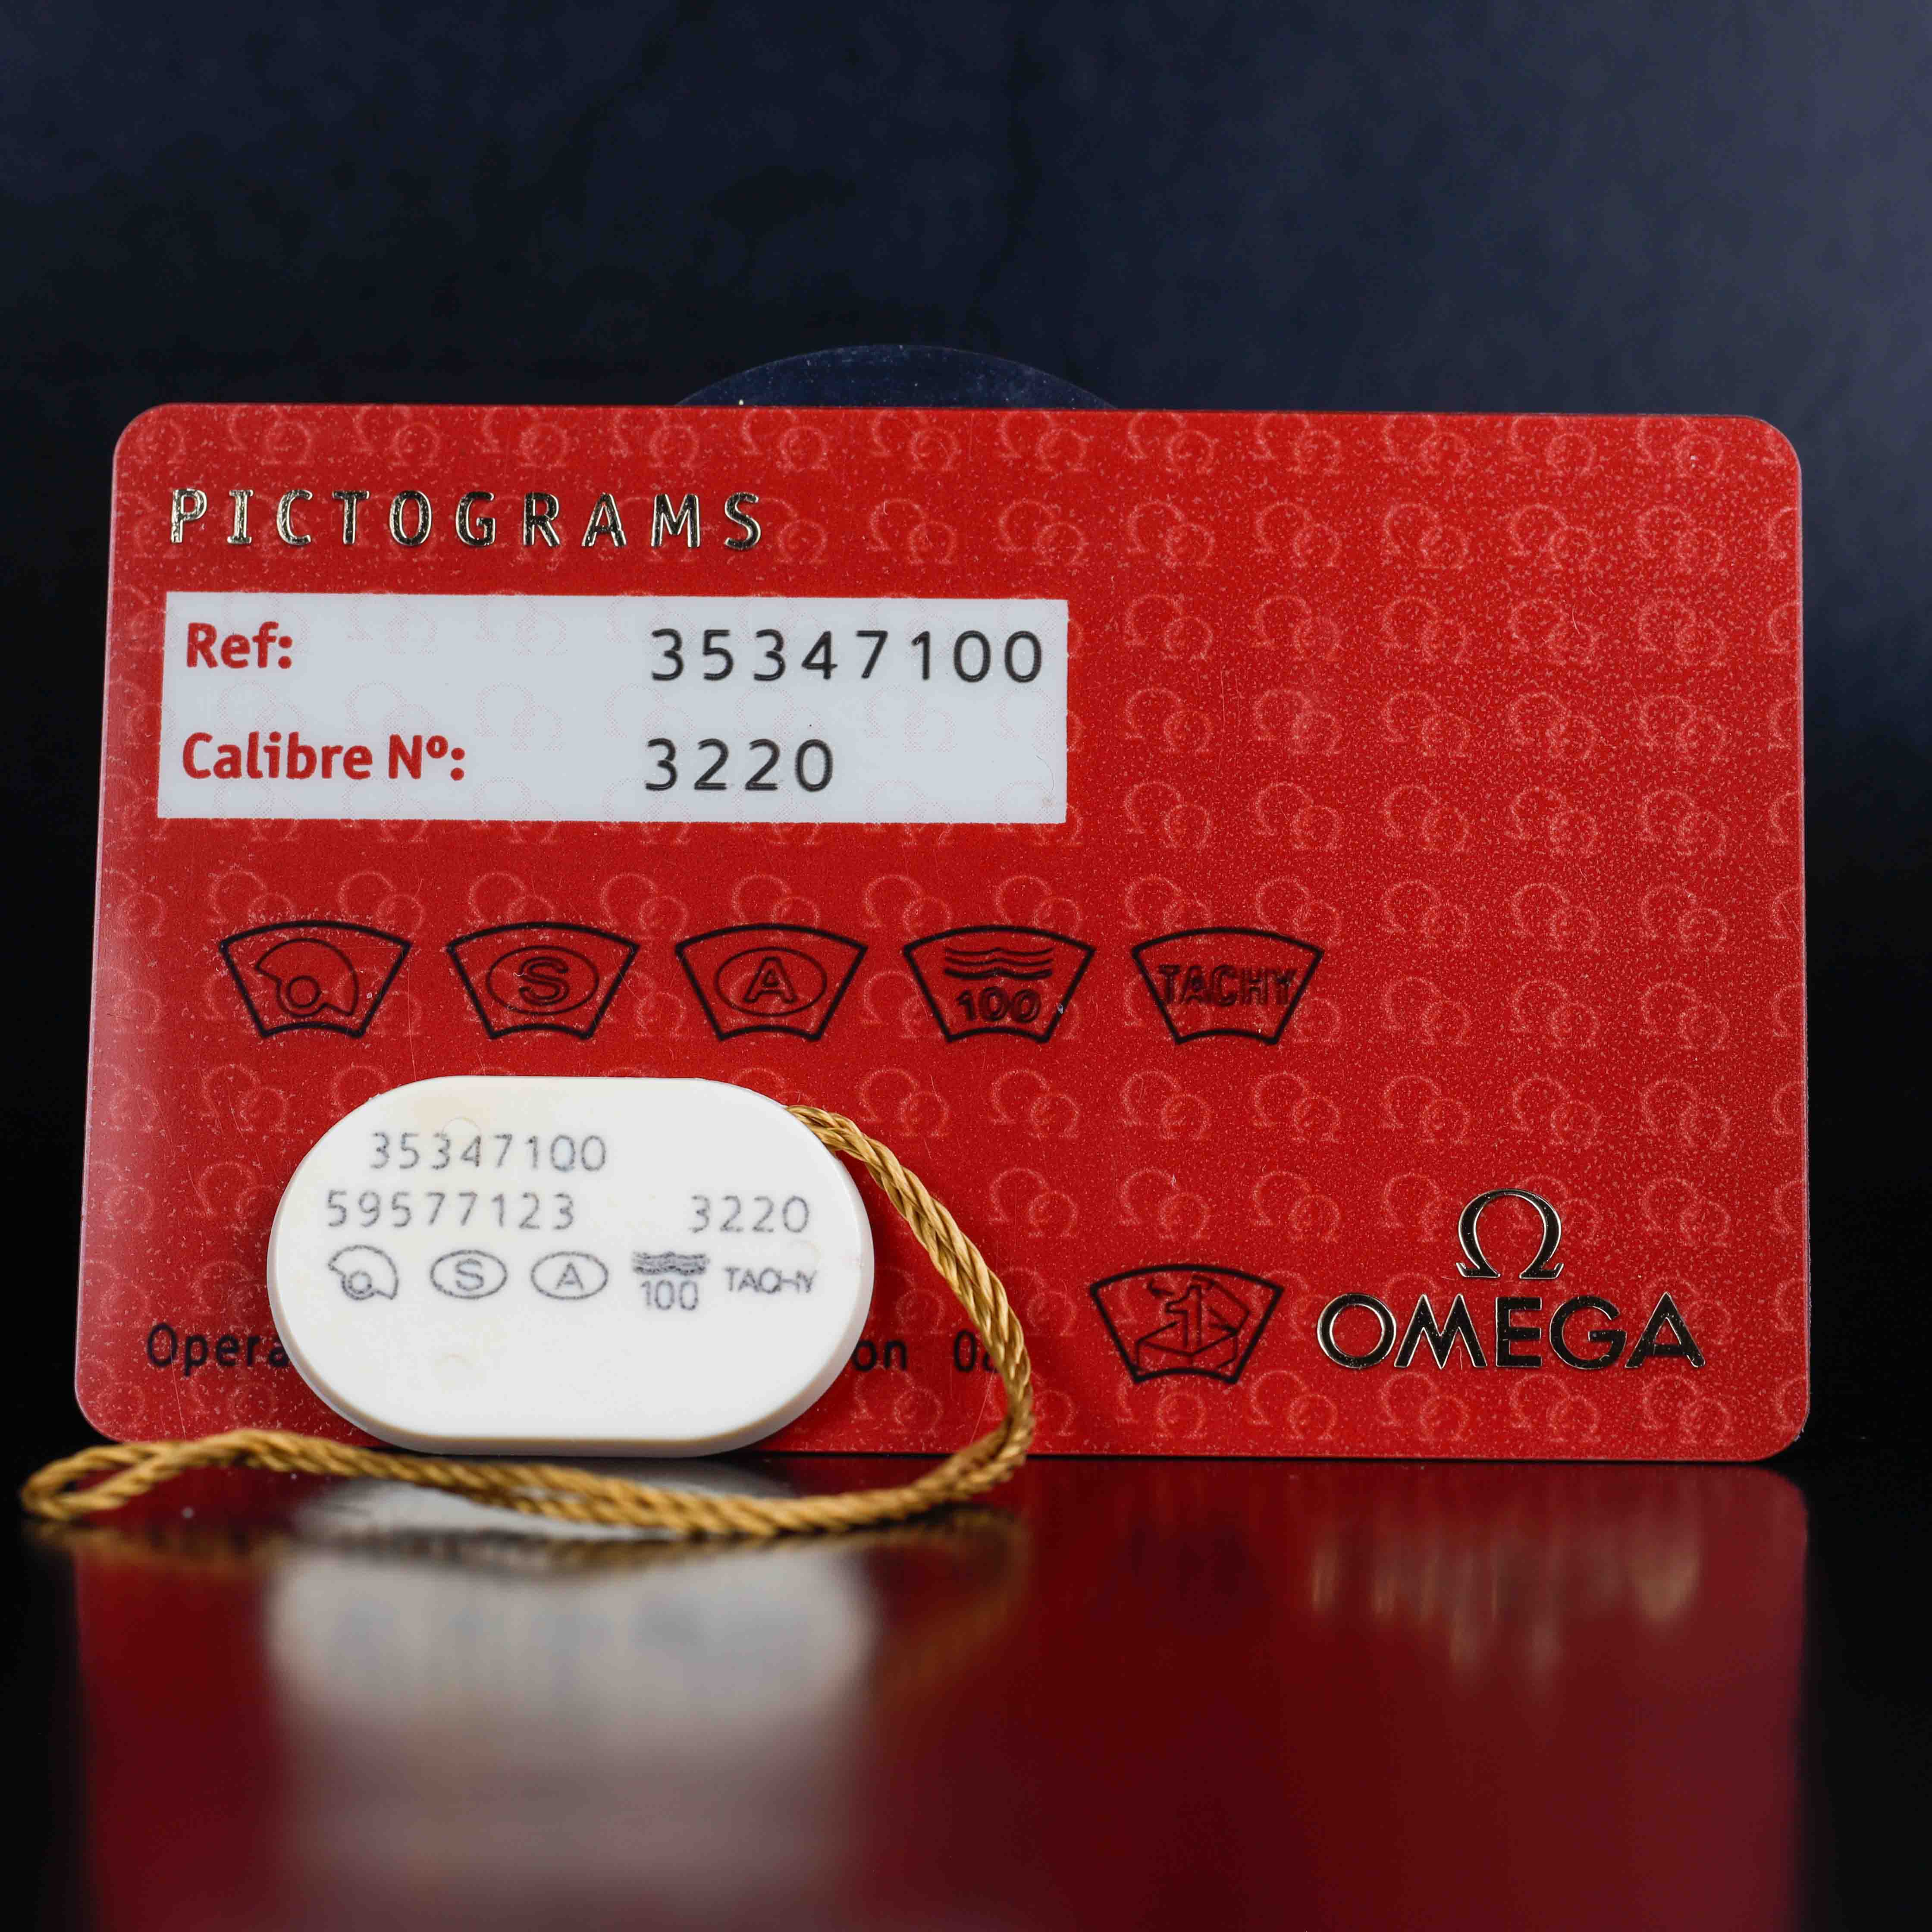 PICTOGRAMS
Ref: 35347100
Calibre Nº: 3220
S A 100 TACHY
35347100
59577123 3220
S A 100 TACHY
Ω
OMEGA